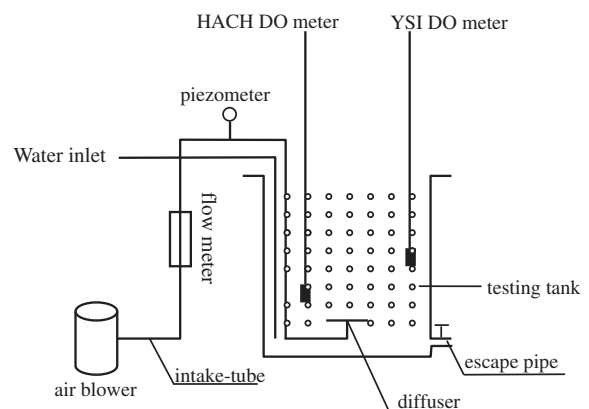 HACH DO meter
YSI DO meter
piezometer
Water inlet
flow meter
testing tank
escape pipe
intake-tube
air blower
diffuser